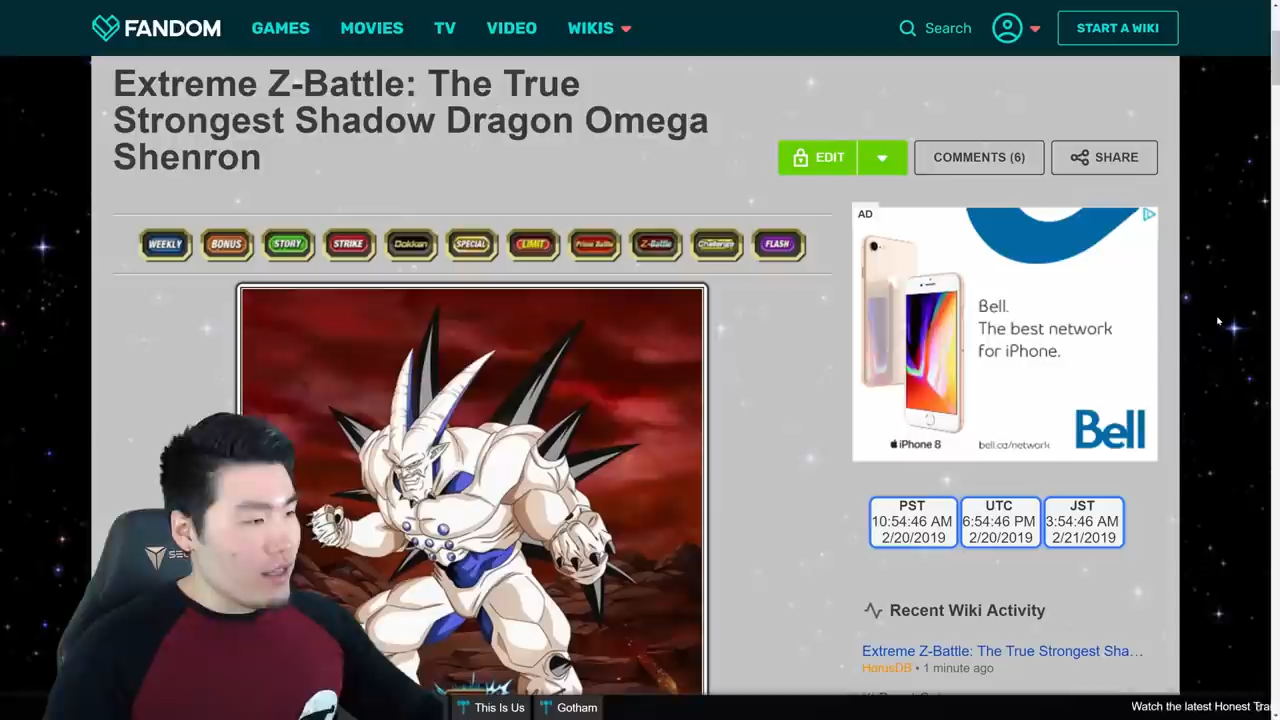 FANDOM
GAMES
MOVIES
TV
VIDEO
WIKIS
Search
START A WIKI
Extreme Z-Battle: The True
Strongest Shadow Dragon Omega
Shenron
EDIT
COMMENTS (6)
SHARE
WEEKLY
BONUS
STORY
STRIKE
Dokkan
SPECIAL
LIMIT
Prime Battle
Z-Battle
Challenge
FLASH
AD
Bell.
The best network
for iPhone.
iPhone 8
bell.ca/network
Bell
PST
10:54:46 AM
2/20/2019
UTC
6:54:46 PM
2/20/2019
JST
3:54:46 AM
2/21/2019
Recent Wiki Activity
Extreme Z-Battle: The True Strongest Sha…
HorusDB • 1 minute ago
This Is Us
Gotham
Watch the latest Honest Tra